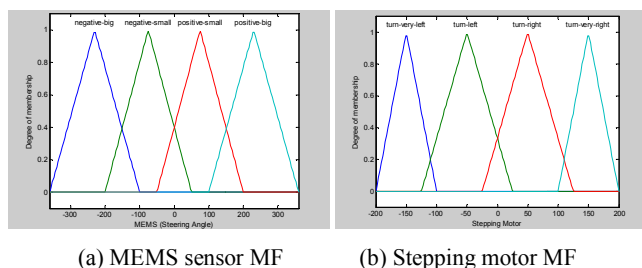 negative-big negative-small positive-small positive-big
1
0.8
0.6
0.4
0.2
0
Degree of membership
-300 -200 -100 0 100 200 300
MEMS (Steering Angle)
(a) MEMS sensor MF
turn-very-left turn-left turn-right turn-very-right
1
0.8
0.6
0.4
0.2
0
Degree of membership
-200 -150 -100 -50 0 50 100 150 200
Stepping Motor
(b) Stepping motor MF